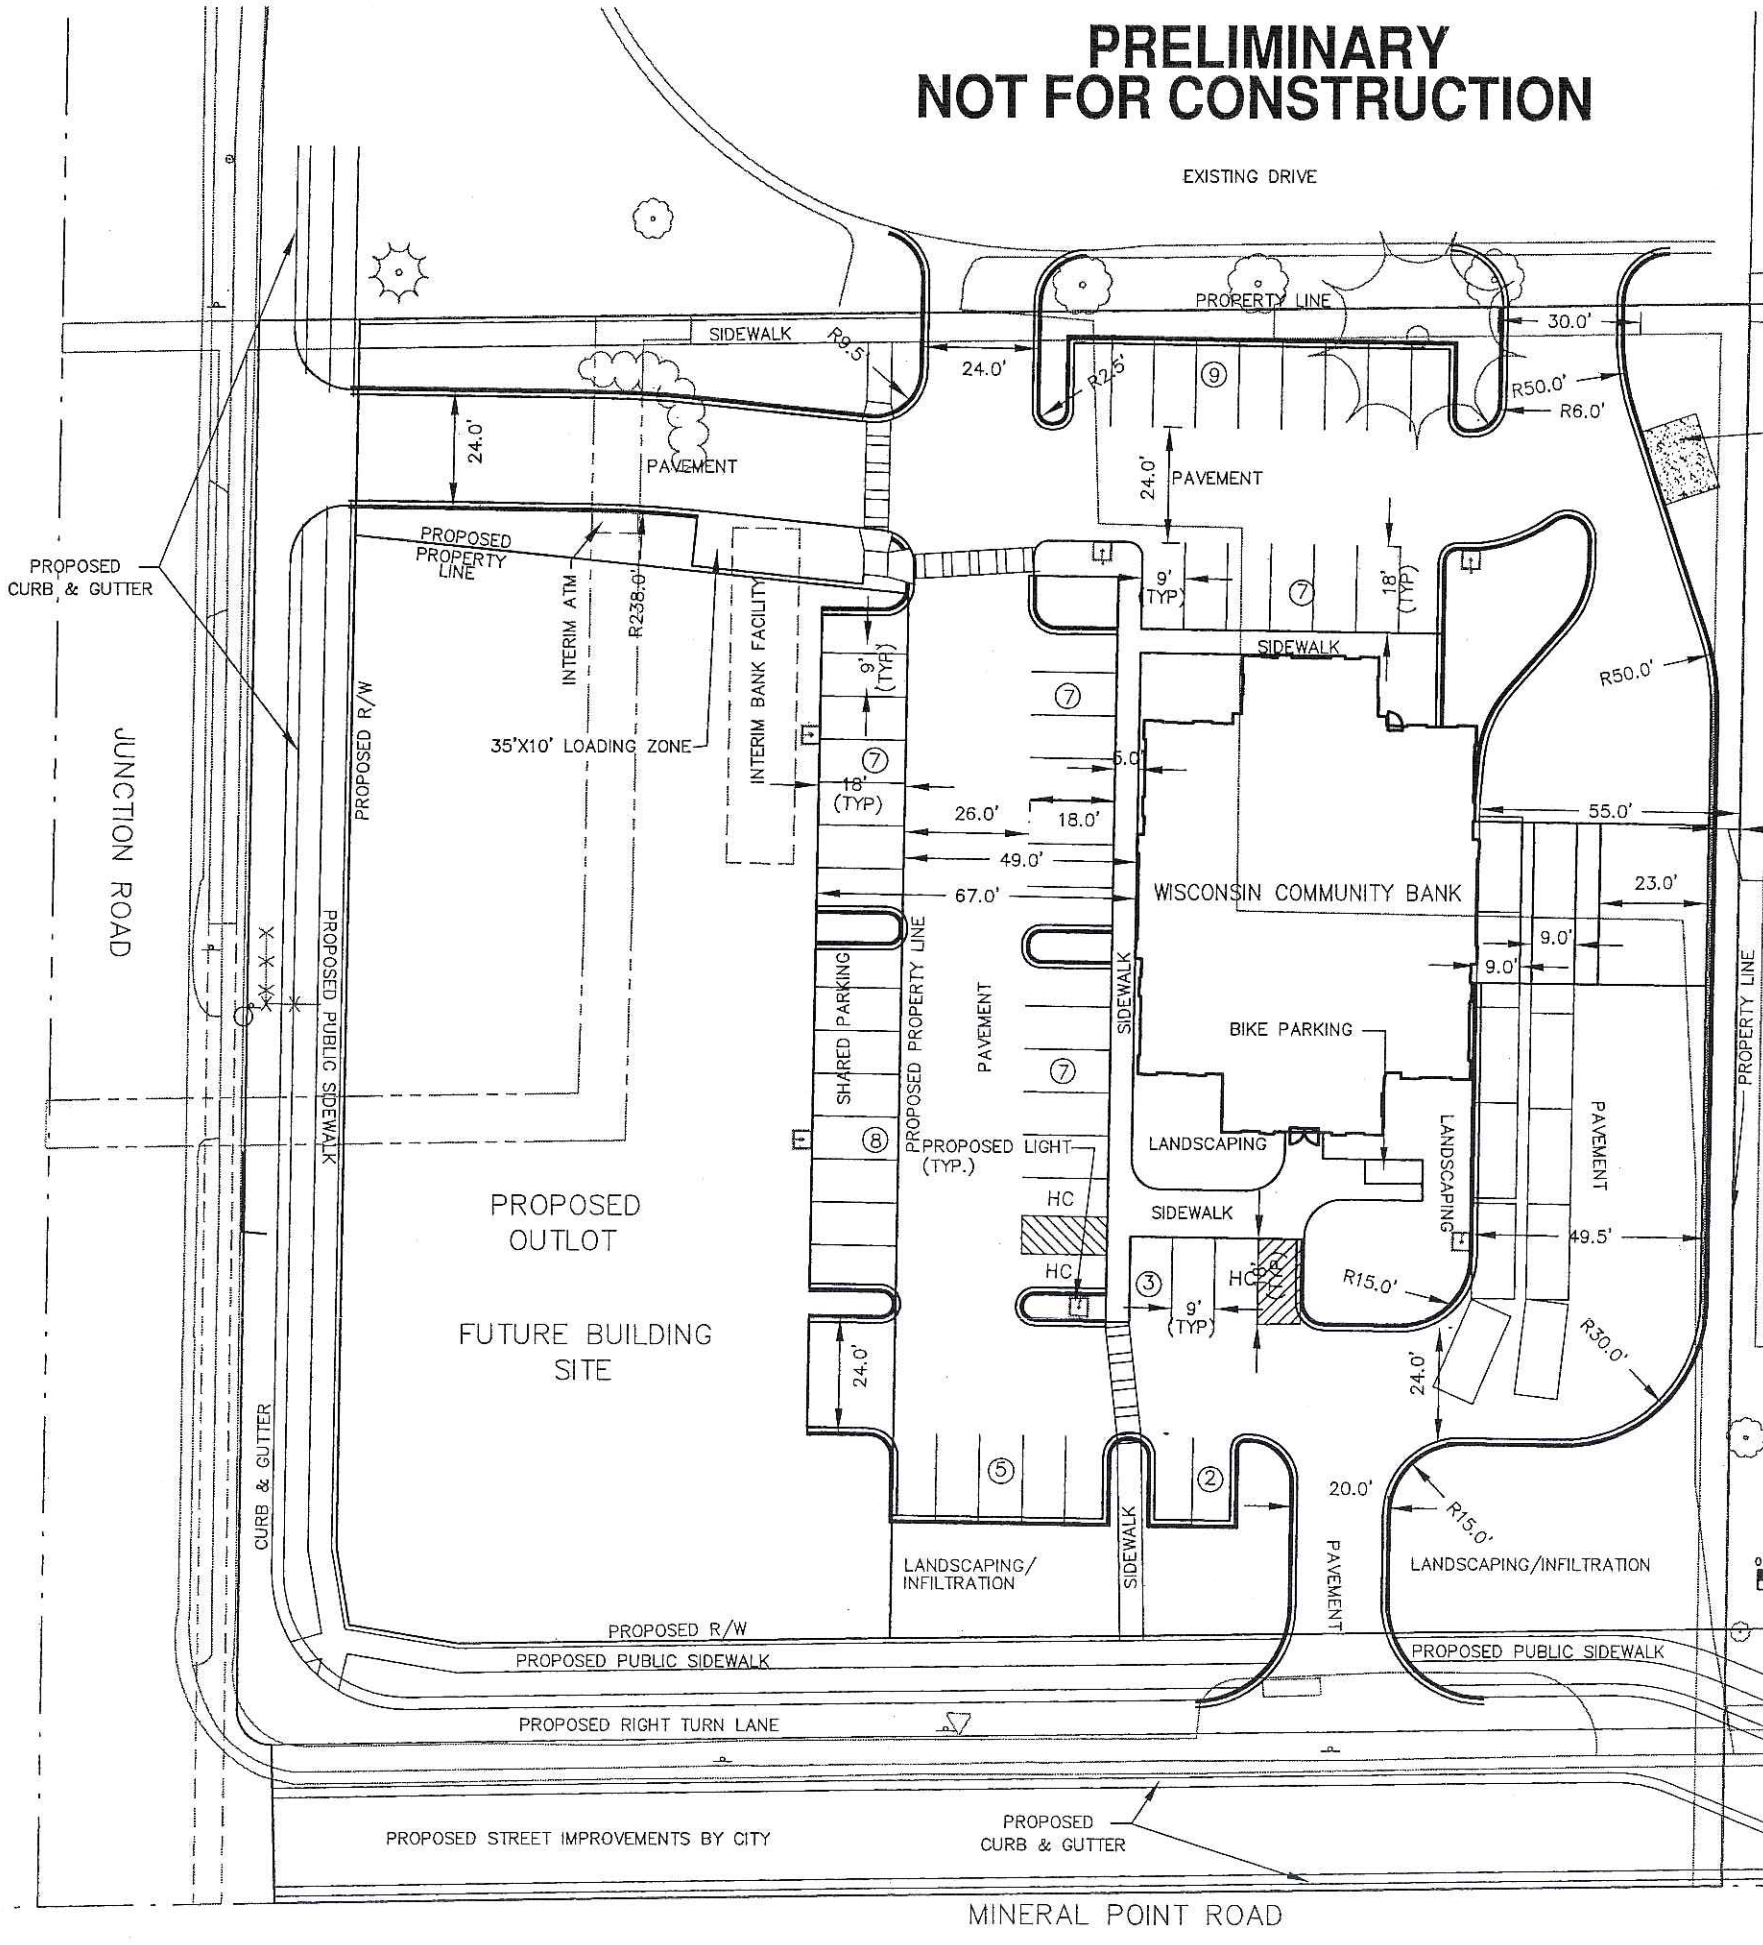 PRELIMINARY
NOT FOR CONSTRUCTION
EXISTING DRIVE
PROPERTY LINE
SIDEWALK
R9.5'
24.0'
R2.5'
9
30.0'
R50.0'
R6.0'
24.0'
PAVEMENT
24.0'
PAVEMENT
PROPOSED
PROPERTY
LINE
PROPOSED
CURB & GUTTER
INTERIM ATM
R238.0'
INTERIM BANK FACILITY
9'
(TYP)
9'
(TYP)
7
18'
(TYP)
SIDEWALK
R50.0'
PROPOSED R/W
JUNCTION ROAD
35'X10' LOADING ZONE
7
7
18'
(TYP)
5.0'
26.0'
18.0'
49.0'
67.0'
55.0'
WISCONSIN COMMUNITY BANK
23.0'
9.0'
9.0'
PROPOSED PUBLIC SIDEWALK
SHARED PARKING
PROPOSED PROPERTY LINE
PAVEMENT
SIDEWALK
BIKE PARKING
PROPERTY LINE
7
8
PROPOSED LIGHT
(TYP.)
LANDSCAPING
LANDSCAPING
PAVEMENT
PROPOSED
OUTLOT
HC
SIDEWALK
49.5'
HC
3
9'
(TYP)
HC
18'
(TYP)
R15.0'
FUTURE BUILDING
SITE
24.0'
24.0'
R30.0'
CURB & GUTTER
5
2
20.0'
R15.0'
SIDEWALK
PAVEMENT
LANDSCAPING/
INFILTRATION
LANDSCAPING/INFILTRATION
PROPOSED R/W
PROPOSED PUBLIC SIDEWALK
PROPOSED PUBLIC SIDEWALK
PROPOSED RIGHT TURN LANE
PROPOSED STREET IMPROVEMENTS BY CITY
PROPOSED
CURB & GUTTER
MINERAL POINT ROAD